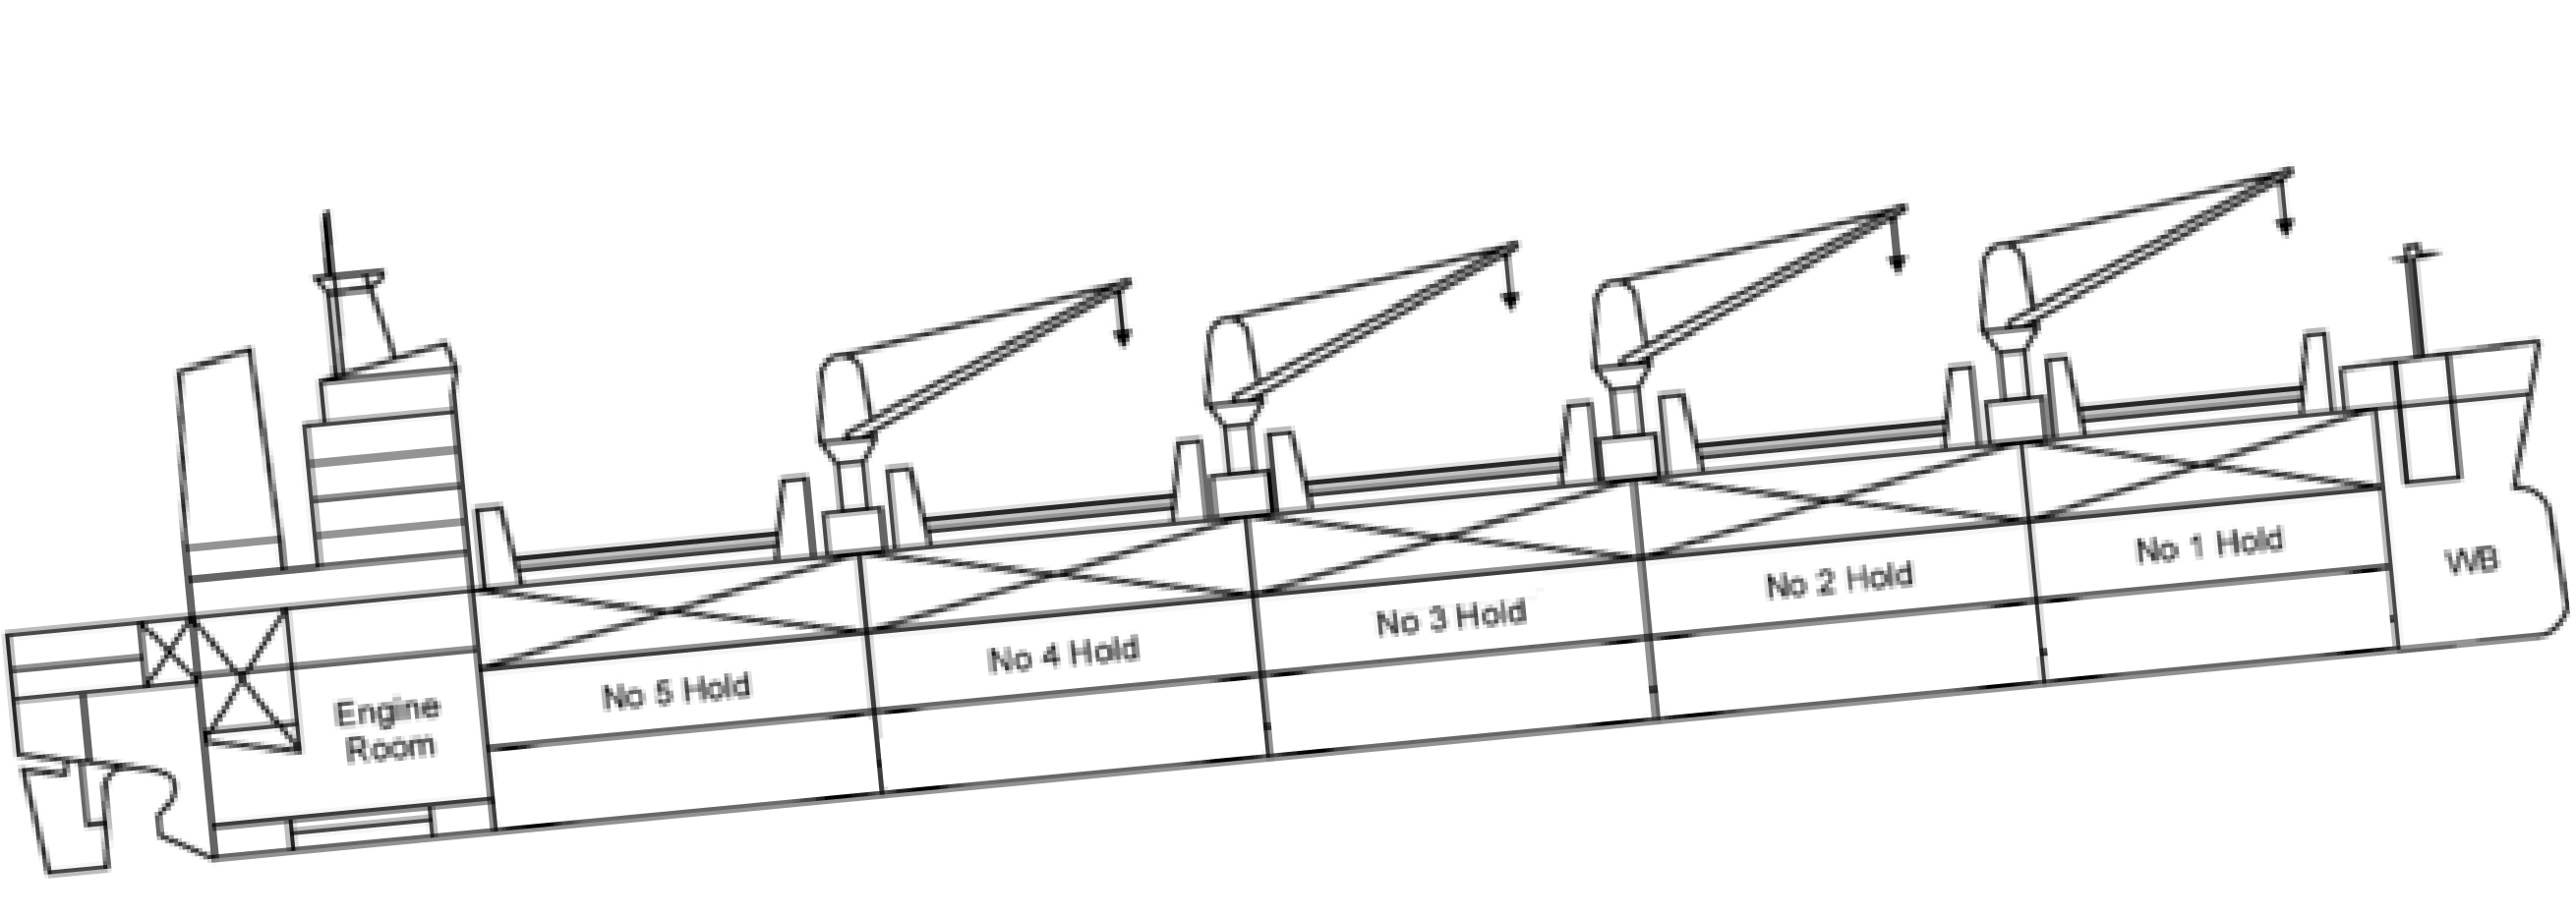 Engine
Room
No 5 Hold
No 4 Hold
No 3 Hold
No 2 Hold
No 1 Hold
WB